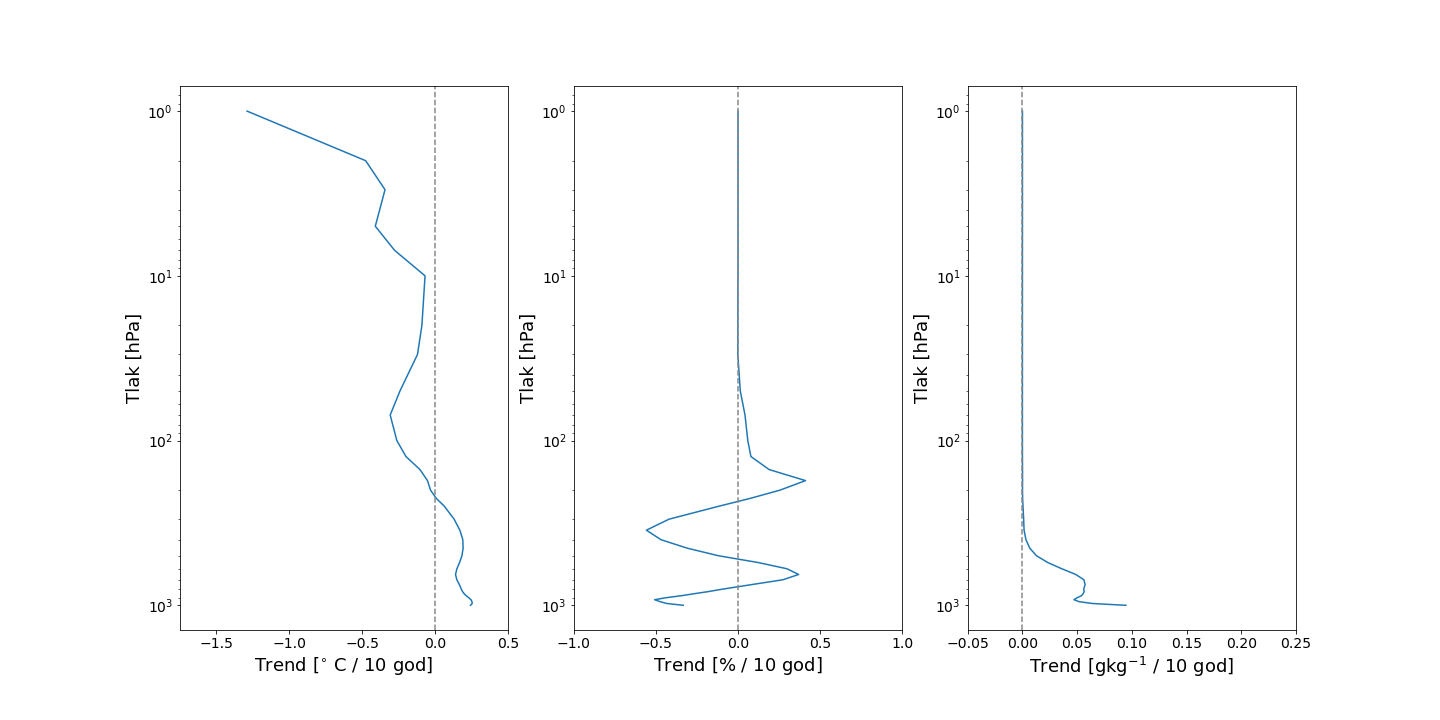 10⁰
10¹
10²
10³
Tlak [hPa]
−1.5 −1.0 −0.5 0.0 0.5
Trend [° C / 10 god]
10⁰
10¹
10²
10³
Tlak [hPa]
−1.0 −0.5 0.0 0.5 1.0
Trend [% / 10 god]
10⁰
10¹
10²
10³
Tlak [hPa]
−0.05 0.00 0.05 0.10 0.15 0.20 0.25
Trend [gkg⁻¹ / 10 god]